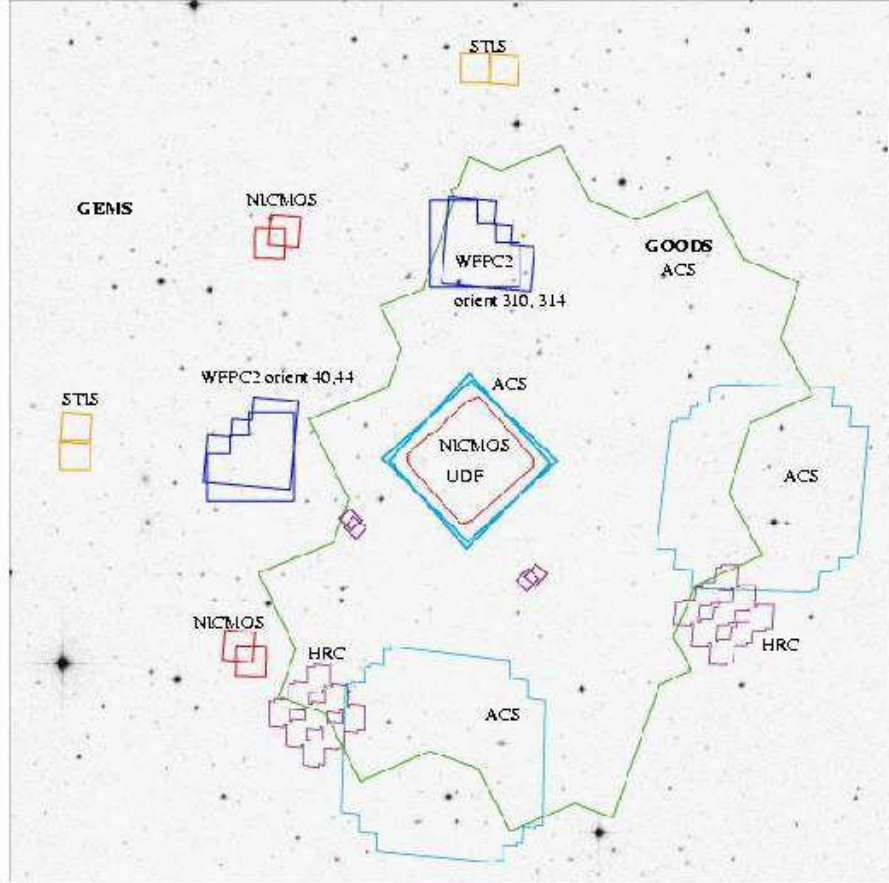 STIS
GEMS
NICMOS
GOODS
ACS
WFPC2
orient 310, 314
WFPC2 orient 40,44
ACS
STIS
NICMOS
UDF
ACS
NICMOS
HRC
HRC
ACS